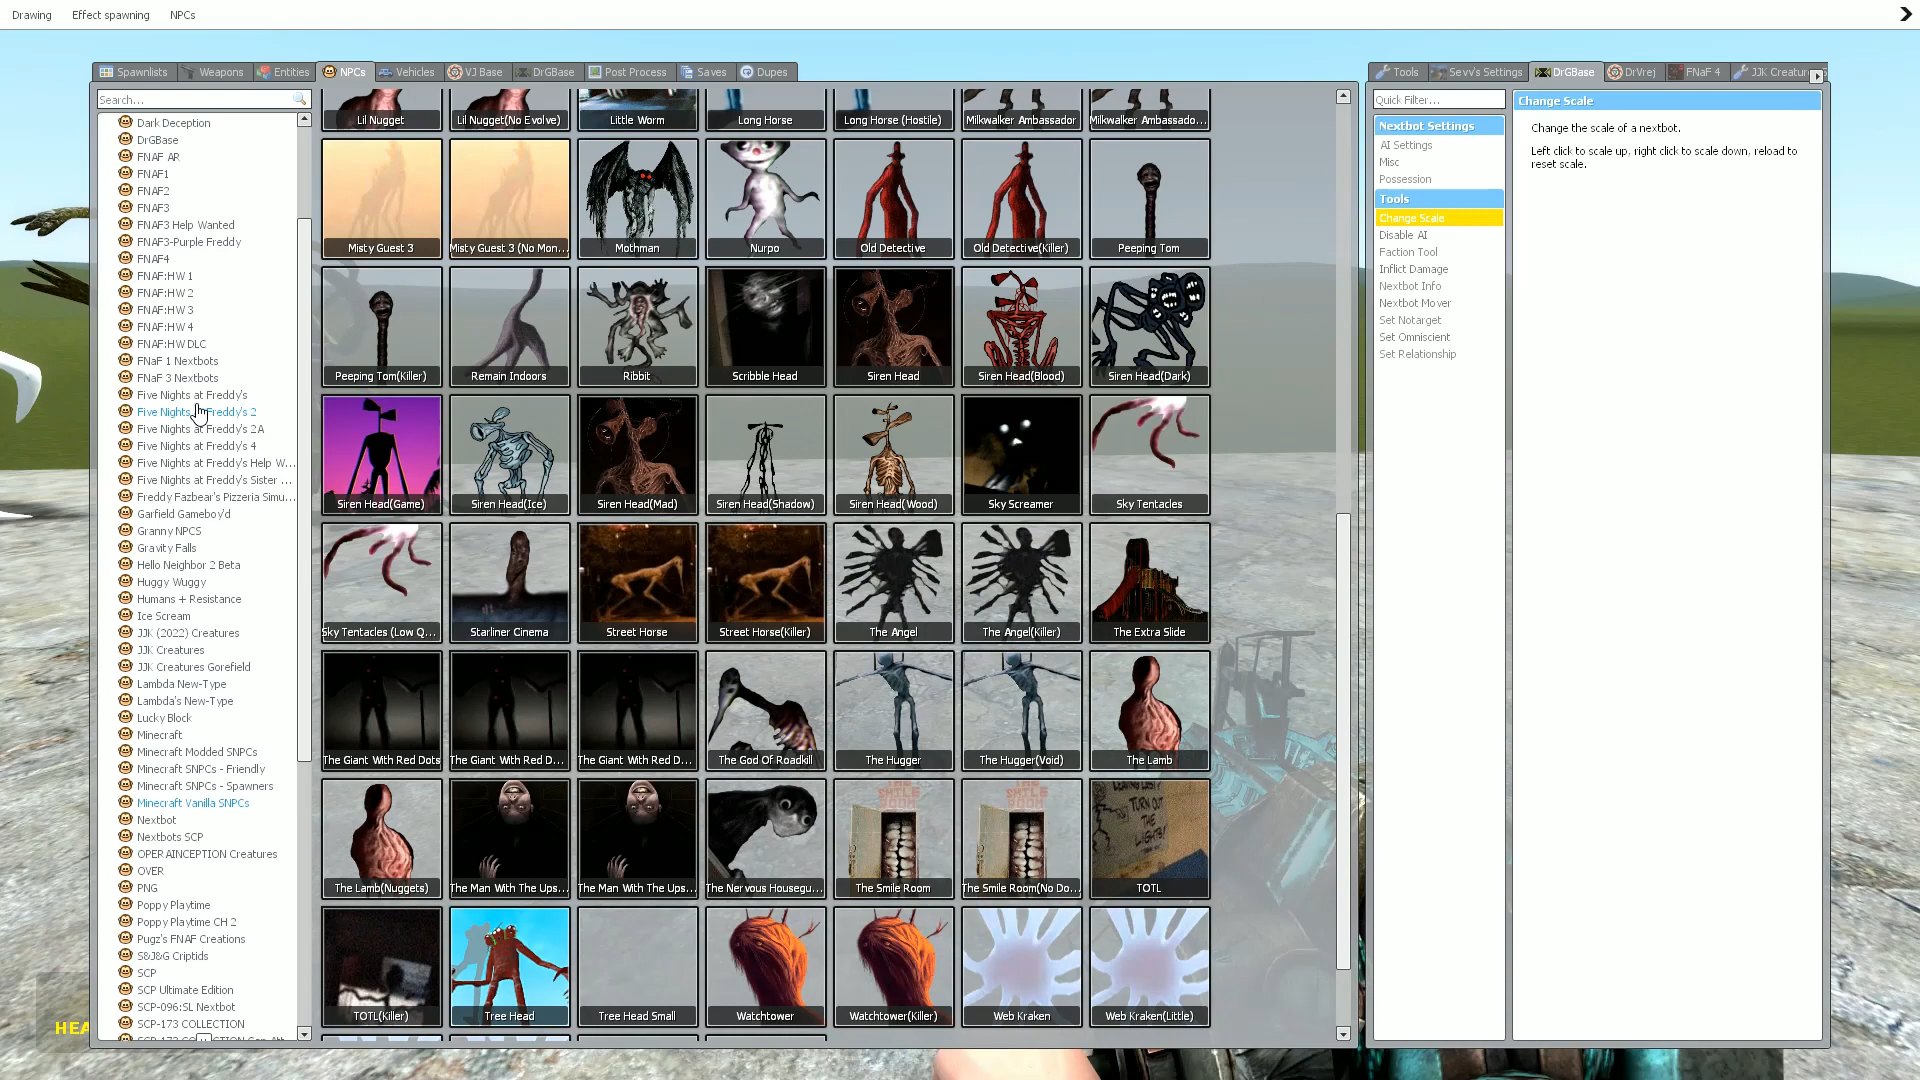 Drawing Effect spawning NPCs
Spawnlists Weapons Entities NPCs Vehicles VJ Base DrGBase Post Process Saves Dupes
Search...
Dark Deception
DrGBase
FNAF AR
FNAF1
FNAF2
FNAF3
FNAF3 Help Wanted
FNAF3-Purple Freddy
FNAF4
FNAF:HW 1
FNAF:HW 2
FNAF:HW 3
FNAF:HW 4
FNAF:HW DLC
FNaF 1 Nextbots
FNaF 3 Nextbots
Five Nights at Freddy's
Five Nights Freddy's 2
Five Nights at Freddy's 2A
Five Nights at Freddy's 4
Five Nights at Freddy's Help W...
Five Nights at Freddy's Sister ...
Freddy Fazbear's Pizzeria Simu...
Garfield Gameboy'd
Granny NPCS
Gravity Falls
Hello Neighbor 2 Beta
Huggy Wuggy
Humans + Resistance
Ice Scream
JJK (2022) Creatures
JJK Creatures
JJK Creatures Gorefield
Lambda New-Type
Lambda's New-Type
Lucky Block
Minecraft
Minecraft Modded SNPCs
Minecraft SNPCs - Friendly
Minecraft SNPCs - Spawners
Minecraft Vanilla SNPCs
Nextbot
Nextbots SCP
OPERAINCEPTION Creatures
OVER
PNG
Poppy Playtime
Poppy Playtime CH 2
Pugz's FNAF Creations
S&J&G Criptids
SCP
SCP Ultimate Edition
SCP-096:SL Nextbot
SCP-173 COLLECTION
HEA
Lil Nugget Lil Nugget(No Evolve) Little Worm Long Horse Long Horse (Hostile) Milkwalker Ambassador Milkwalker Ambassado...
Misty Guest 3 Misty Guest 3 (No Mon... Mothman Nurpo Old Detective Old Detective(Killer) Peeping Tom
Peeping Tom(Killer) Remain Indoors Ribbit Scribble Head Siren Head Siren Head(Blood) Siren Head(Dark)
Siren Head(Game) Siren Head(Ice) Siren Head(Mad) Siren Head(Shadow) Siren Head(Wood) Sky Screamer Sky Tentacles
Sky Tentacles (Low Q... Starliner Cinema Street Horse Street Horse(Killer) The Angel The Angel(Killer) The Extra Slide
The Giant With Red Dots The Giant With Red D... The Giant With Red D... The God Of Roadkill The Hugger The Hugger(Void) The Lamb
The Lamb(Nuggets) The Man With The Ups... The Man With The Ups... The Nervous Housegu... The Smile Room The Smile Room(No Do... TOTL
TOTL(Killer) Tree Head Tree Head Small Watchtower Watchtower(Killer) Web Kraken Web Kraken(Little)
Tools Sevv's Settings DrGBase DrVrej FNaF 4 JJK Creatur
Quick Filter...
Nextbot Settings
AI Settings
Misc
Possession
Tools
Change Scale
Disable AI
Faction Tool
Inflict Damage
Nextbot Info
Nextbot Mover
Set Notarget
Set Omniscient
Set Relationship
Change Scale
Change the scale of a nextbot.
Left click to scale up, right click to scale down, reload to
reset scale.